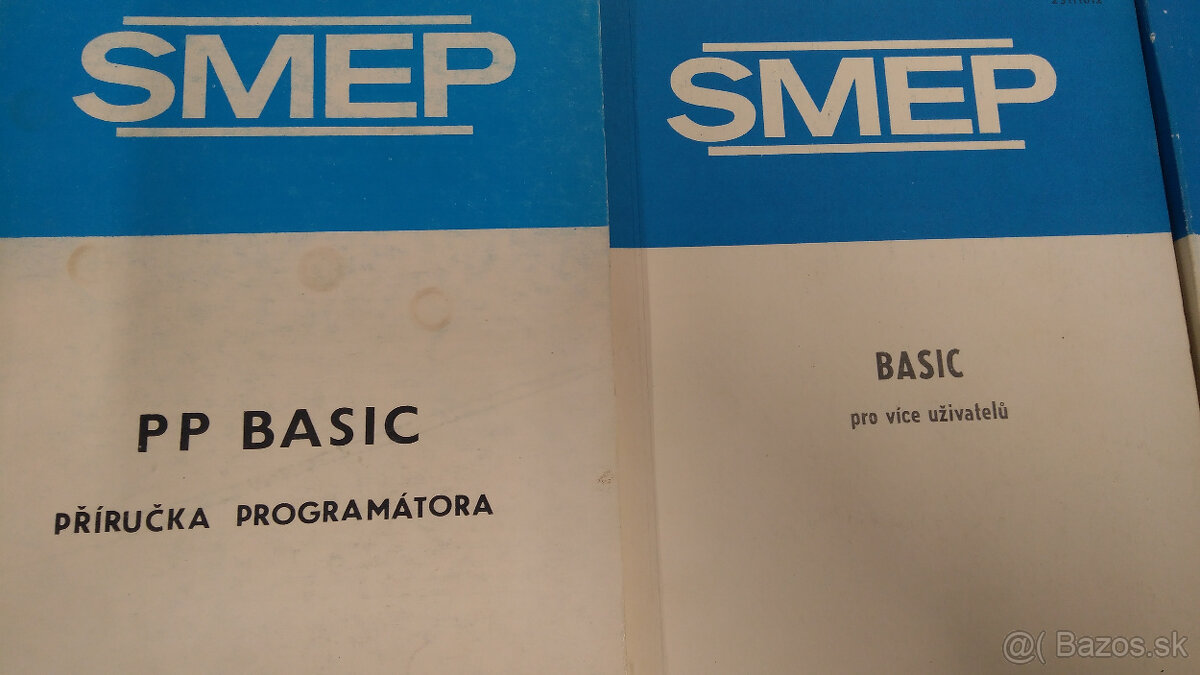 SMEP
PP BASIC
PŘÍRUČKA PROGRAMÁTORA
SMEP
BASIC
pro více uživatelů
@( Bazos.sk